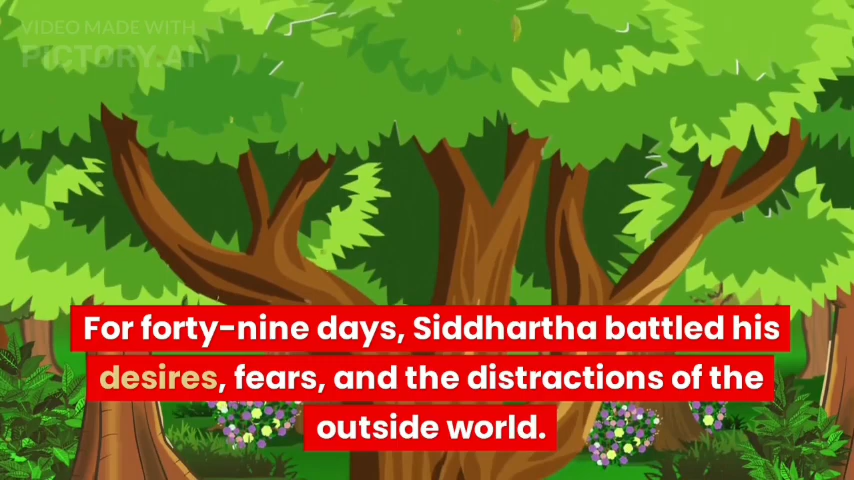 VIDEO MADE WITH
PICTORY.AI
For forty-nine days, Siddhartha battled his
desires, fears, and the distractions of the
outside world.